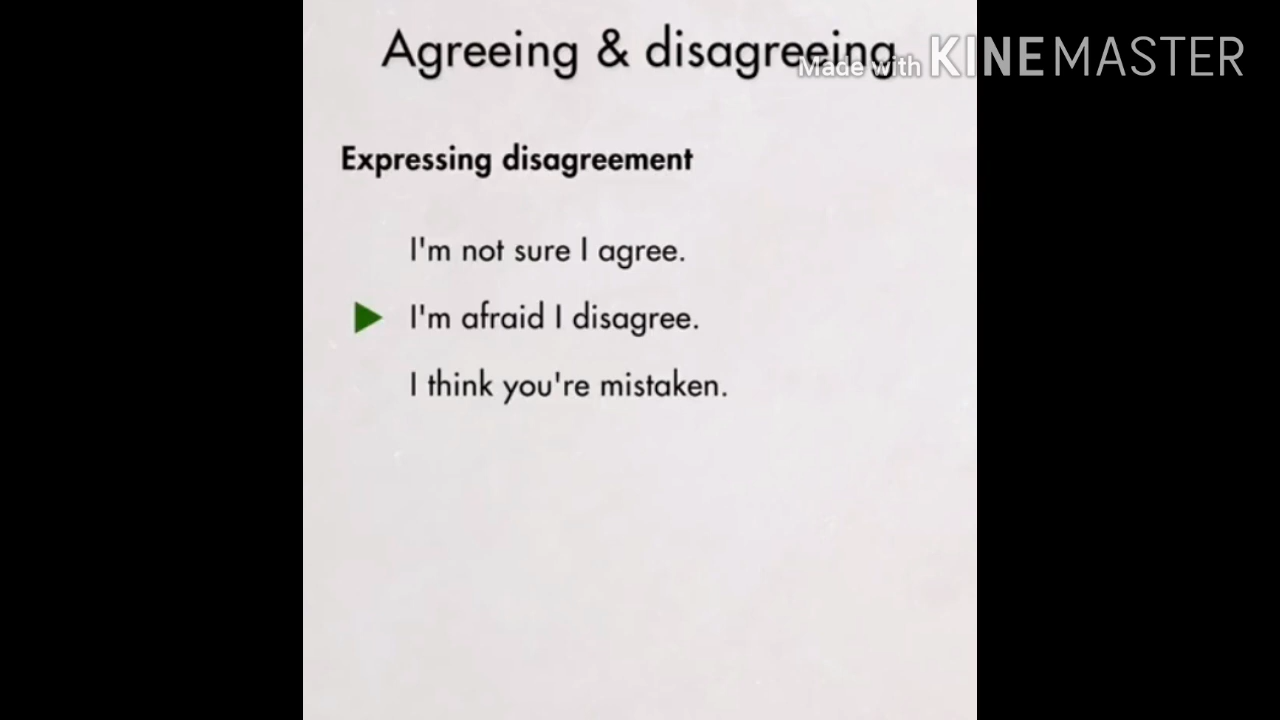 Agreeing & disagreeing
Made with KINEMASTER
Expressing disagreement
I'm not sure I agree.
I'm afraid I disagree.
I think you're mistaken.